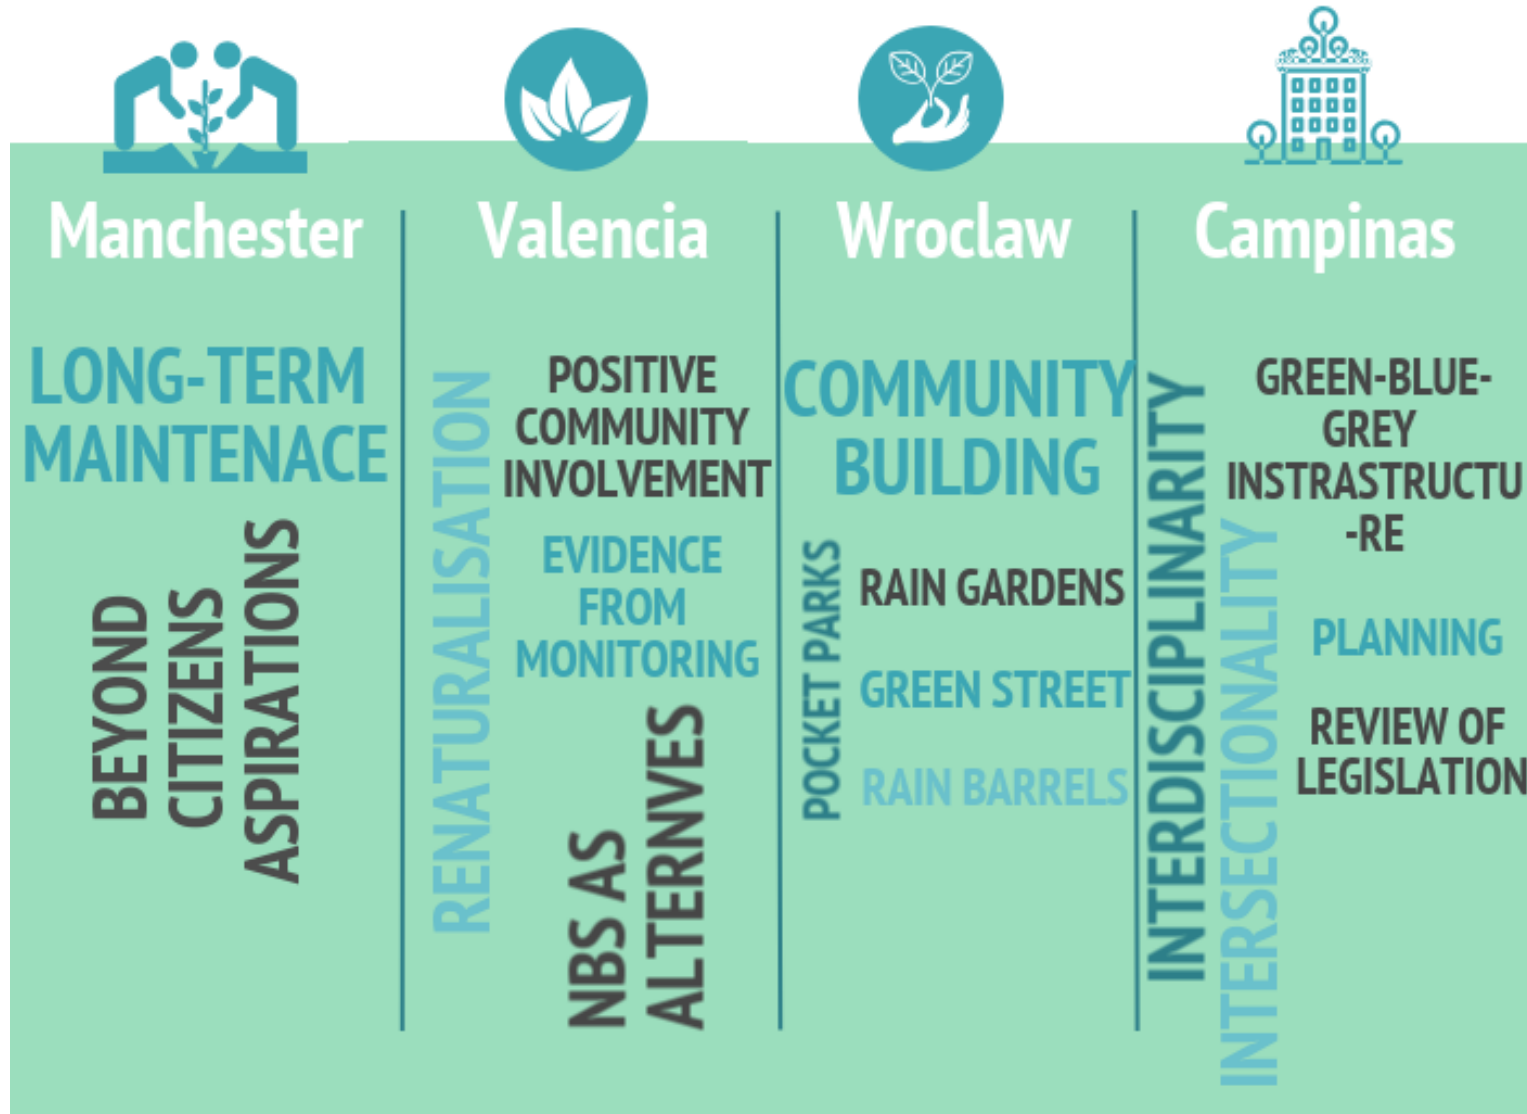 Manchester
LONG-TERM
MAINTENACE
BEYOND
CITIZENS
ASPIRATIONS
Valencia
RENATURALISATION
POSITIVE
COMMUNITY
INVOLVEMENT
EVIDENCE
FROM
MONITORING
NBS AS
ALTERNVES
Wroclaw
COMMUNITY
BUILDING
POCKET PARKS
RAIN GARDENS
GREEN STREET
RAIN BARRELS
Campinas
INTERDISCIPLINARITY
INTERSECTIONALITY
GREEN-BLUE-
GREY
INSTRASTRUCTU
-RE
PLANNING
REVIEW OF
LEGISLATION